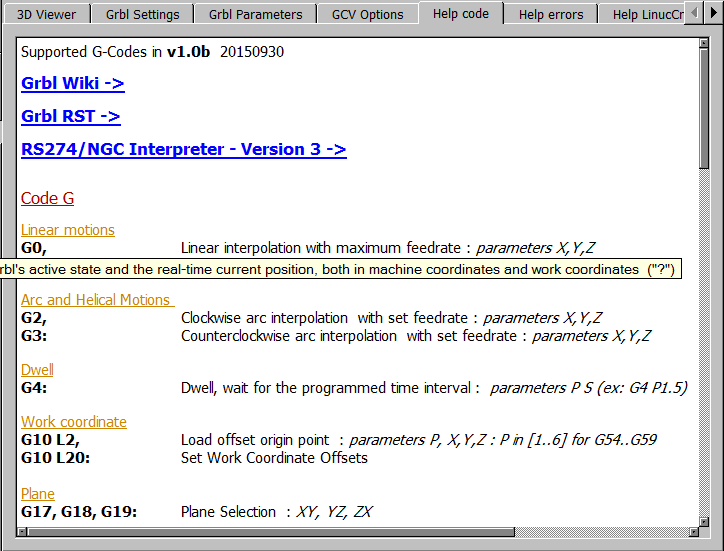 3D Viewer Grbl Settings Grbl Parameters GCV Options Help code Help errors Help LinucCn
Supported G-Codes in v1.0b 20150930
Grbl Wiki ->
Grbl RST ->
RS274/NGC Interpreter - Version 3 ->
Code G
Linear motions
G0, Linear interpolation with maximum feedrate : parameters X,Y,Z
rbl's active state and the real-time current position, both in machine coordinates and work coordinates ("?")
Arc and Helical Motions
G2, Clockwise arc interpolation with set feedrate : parameters X,Y,Z
G3: Counterclockwise arc interpolation with set feedrate : parameters X,Y,Z
Dwell
G4: Dwell, wait for the programmed time interval : parameters P S (ex: G4 P1.5)
Work coordinate
G10 L2, Load offset origin point : parameters P, X,Y,Z : P in [1..6] for G54..G59
G10 L20: Set Work Coordinate Offsets
Plane
G17, G18, G19: Plane Selection : XY, YZ, ZX